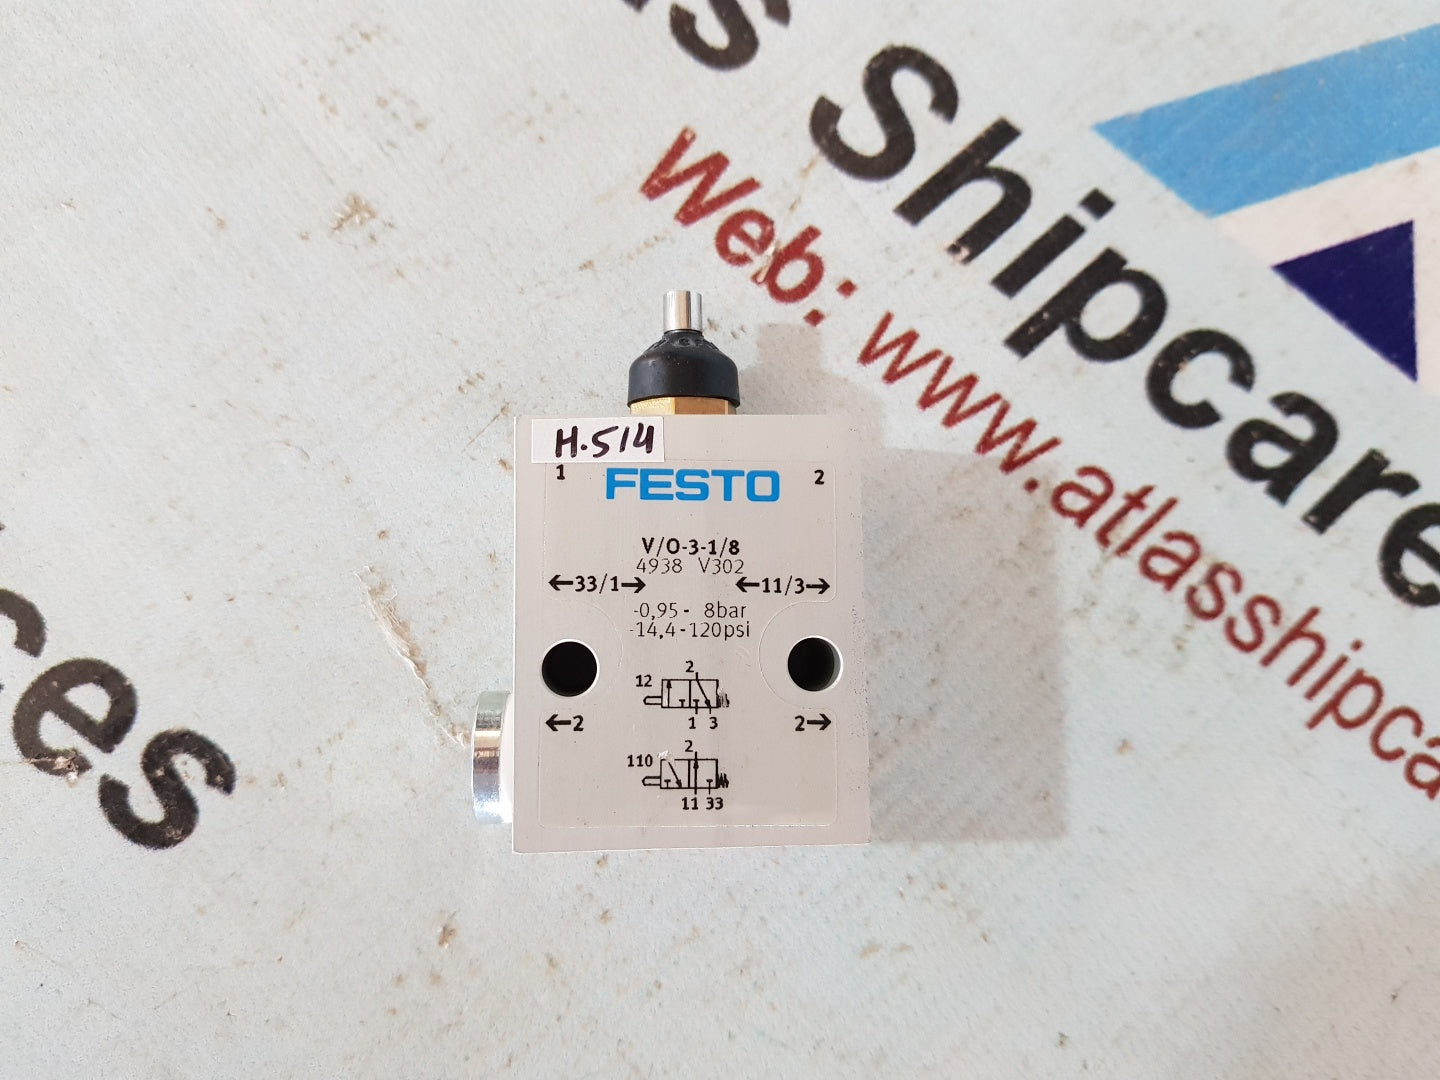 s Shipcare
Web: www.atlasshipca
ces
H.514
1 FESTO 2
V/O-3-1/8
4938 V302
←33/1→ ←11/3→
-0,95 - 8bar
-14,4-120psi
2
12
1 3
←2 2→
2
110
11 33